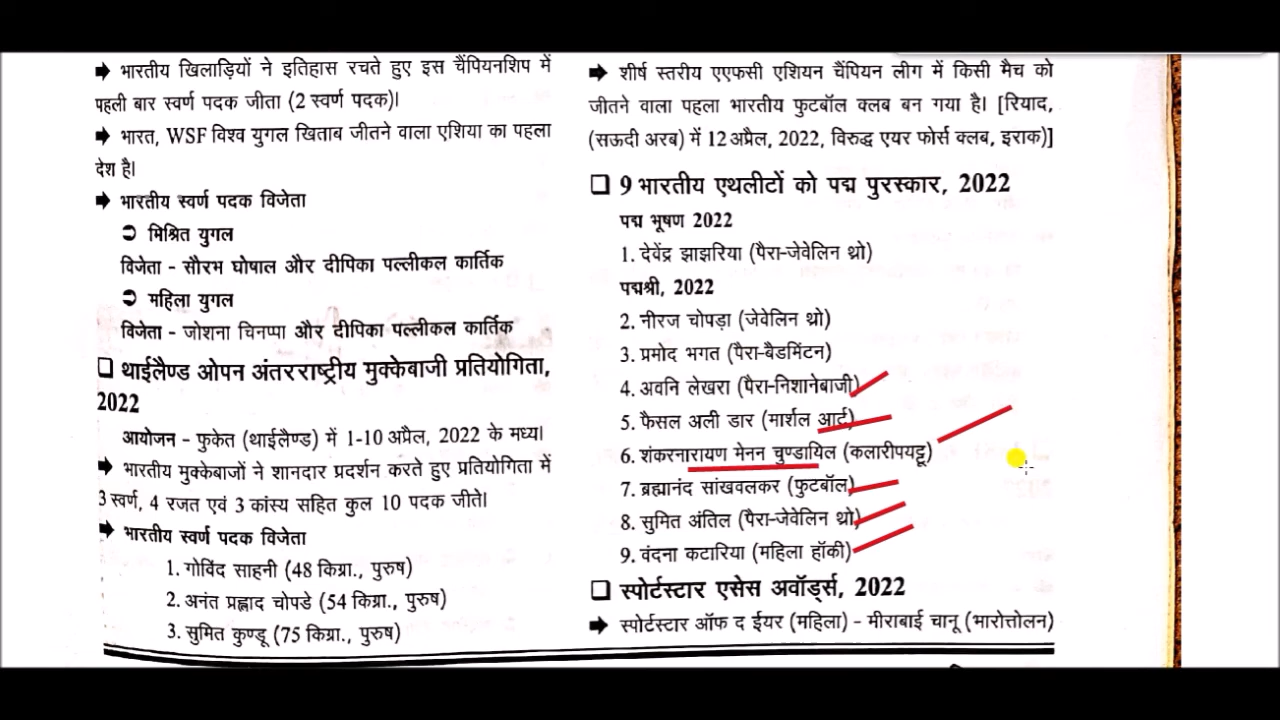 ➡ भारतीय खिलाड़ियों ने इतिहास रचते हुए इस चैंपियनशिप में
पहली बार स्वर्ण पदक जीता (2 स्वर्ण पदक)।
➡ भारत, WSF विश्व युगल खिताब जीतने वाला एशिया का पहला
देश है।
➡ भारतीय स्वर्ण पदक विजेता
➲ मिश्रित युगल
विजेता - सौरभ घोषाल और दीपिका पल्लीकल कार्तिक
➲ महिला युगल
विजेता - जोशना चिनप्पा और दीपिका पल्लीकल कार्तिक
❑ थाईलैण्ड ओपन अंतरराष्ट्रीय मुक्केबाजी प्रतियोगिता,
2022
आयोजन - फुकेत (थाईलैण्ड) में 1-10 अप्रैल, 2022 के मध्य।
➡ भारतीय मुक्केबाजों ने शानदार प्रदर्शन करते हुए प्रतियोगिता में
3 स्वर्ण, 4 रजत एवं 3 कांस्य सहित कुल 10 पदक जीते।
➡ भारतीय स्वर्ण पदक विजेता
1. गोविंद साहनी (48 किग्रा., पुरुष)
2. अनंत प्रह्लाद चोपडे (54 किग्रा., पुरुष)
3. सुमित कुण्डू (75 किग्रा., पुरुष)
➡ शीर्ष स्तरीय एएफसी एशियन चैंपियन लीग में किसी मैच को
जीतने वाला पहला भारतीय फुटबॉल क्लब बन गया है। [रियाद,
(सऊदी अरब) में 12 अप्रैल, 2022, विरुद्ध एयर फोर्स क्लब, इराक)]
❑ 9 भारतीय एथलीटों को पद्म पुरस्कार, 2022
पद्म भूषण 2022
1. देवेंद्र झाझरिया (पैरा-जेवेलिन थ्रो)
पद्मश्री, 2022
2. नीरज चोपड़ा (जेवेलिन थ्रो)
3. प्रमोद भगत (पैरा-बैडमिंटन)
4. अवनि लेखरा (पैरा-निशानेबाजी)
5. फैसल अली डार (मार्शल आर्ट)
6. शंकरनारायण मेनन चुण्डायिल (कलारीपयट्टू)
7. ब्रह्मानंद सांखवलकर (फुटबॉल)
8. सुमित अंतिल (पैरा-जेवेलिन थ्रो)
9. वंदना कटारिया (महिला हॉकी)
❑ स्पोर्टस्टार एसेस अवॉर्ड्स, 2022
➡ स्पोर्टस्टार ऑफ द ईयर (महिला) - मीराबाई चानू (भारोत्तोलन)